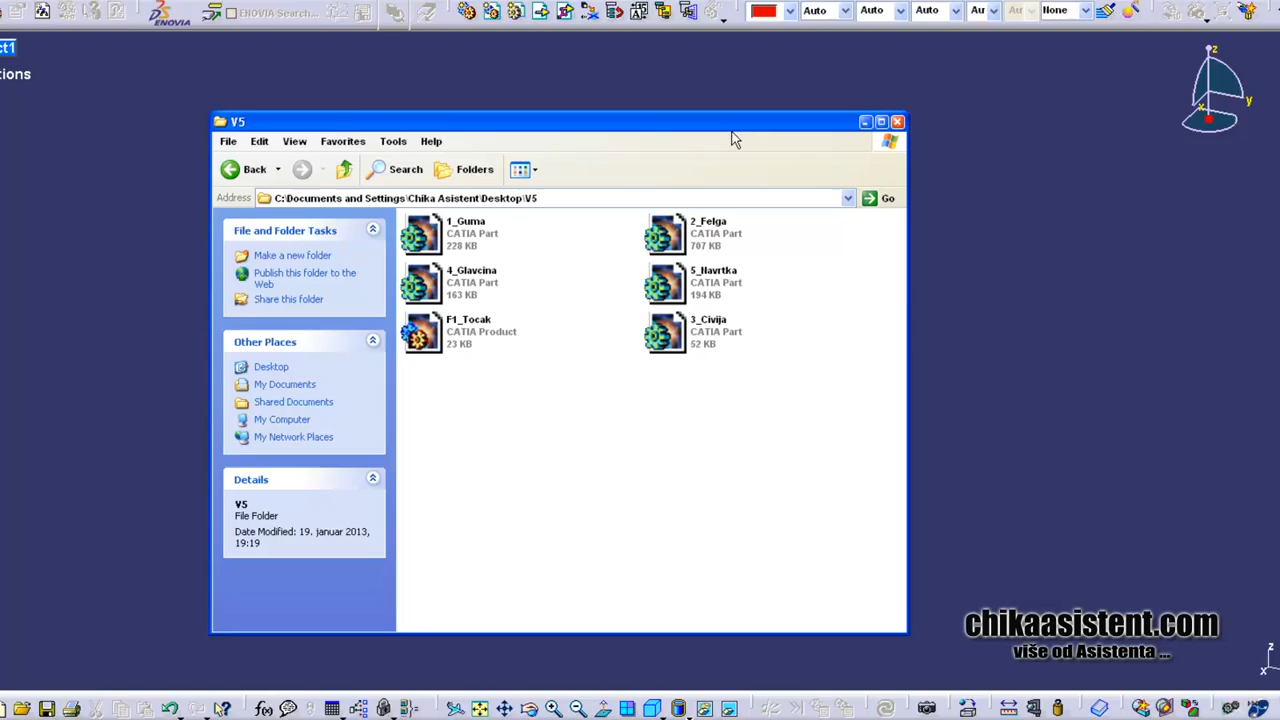 ENOVIA
ENOVIA Search...
Auto
Auto
Auto
None
ct1
tions
z
y
x
V5
File Edit View Favorites Tools Help
Back Search Folders
Address C:\Documents and Settings\Chika Asistent\Desktop\V5 Go
File and Folder Tasks
Make a new folder
Publish this folder to the
Web
Share this folder
Other Places
Desktop
My Documents
Shared Documents
My Computer
My Network Places
Details
V5
File Folder
Date Modified: 19. januar 2013,
19:19
1_Guma
CATIA Part
228 KB
2_Felga
CATIA Part
707 KB
4_Glavcina
CATIA Part
163 KB
5_Navrtka
CATIA Part
194 KB
F1_Tocak
CATIA Product
23 KB
3_Civija
CATIA Part
52 KB
chikaasistent.com
više od Asistenta ...
z
x
f(x)